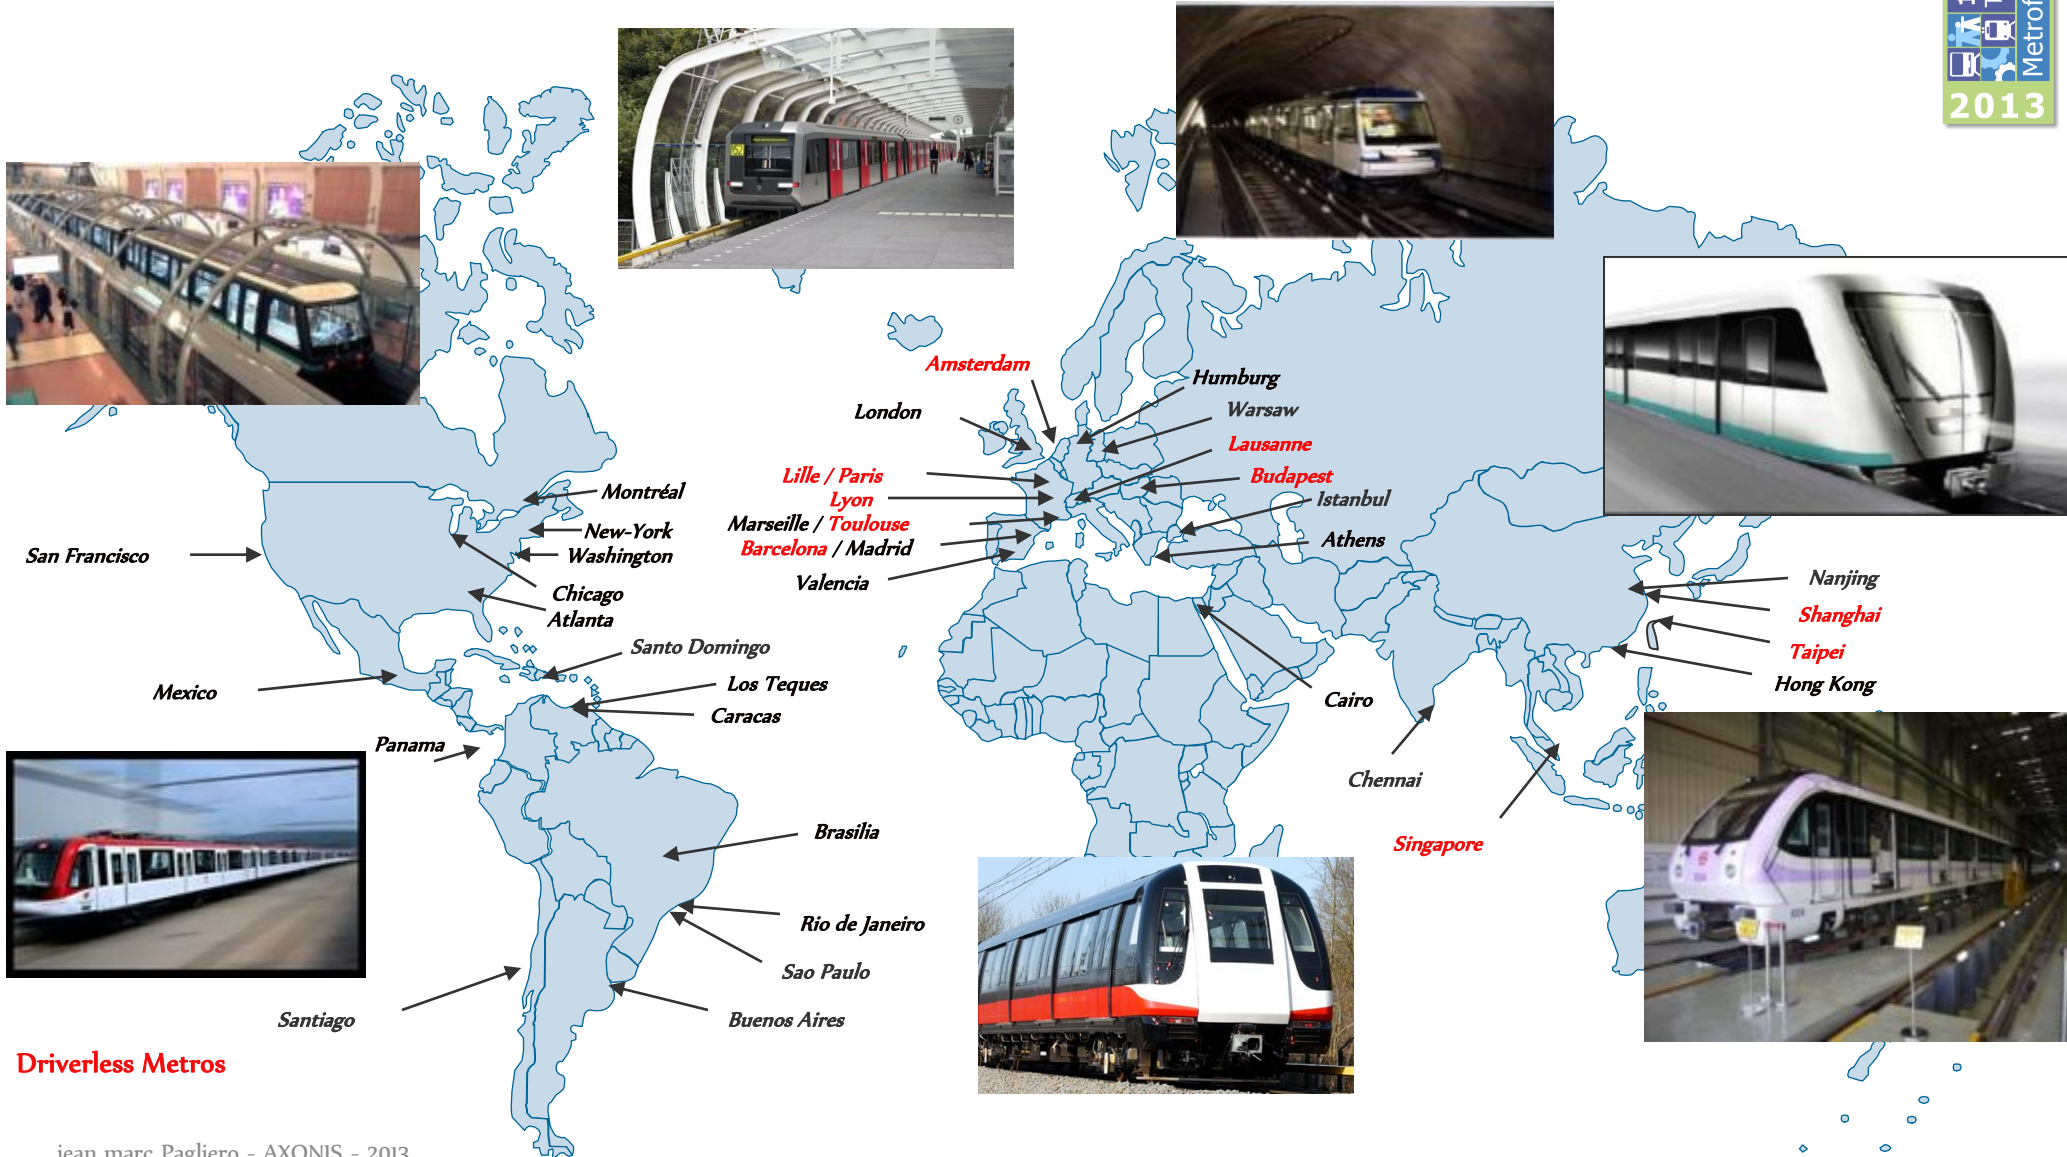 Metrof
2013
Amsterdam
Humburg
London
Warsaw
Lausanne
Lille / Paris
Budapest
Lyon
Istanbul
Marseille / Toulouse
Barcelona / Madrid
Athens
Valencia
Montréal
New-York
Washington
San Francisco
Chicago
Atlanta
Santo Domingo
Mexico
Los Teques
Caracas
Panama
Nanjing
Shanghai
Taipei
Hong Kong
Cairo
Chennai
Singapore
Brasilia
Rio de Janeiro
Sao Paulo
Santiago
Buenos Aires
Driverless Metros
jean marc Pagliero - AXONIS - 2013